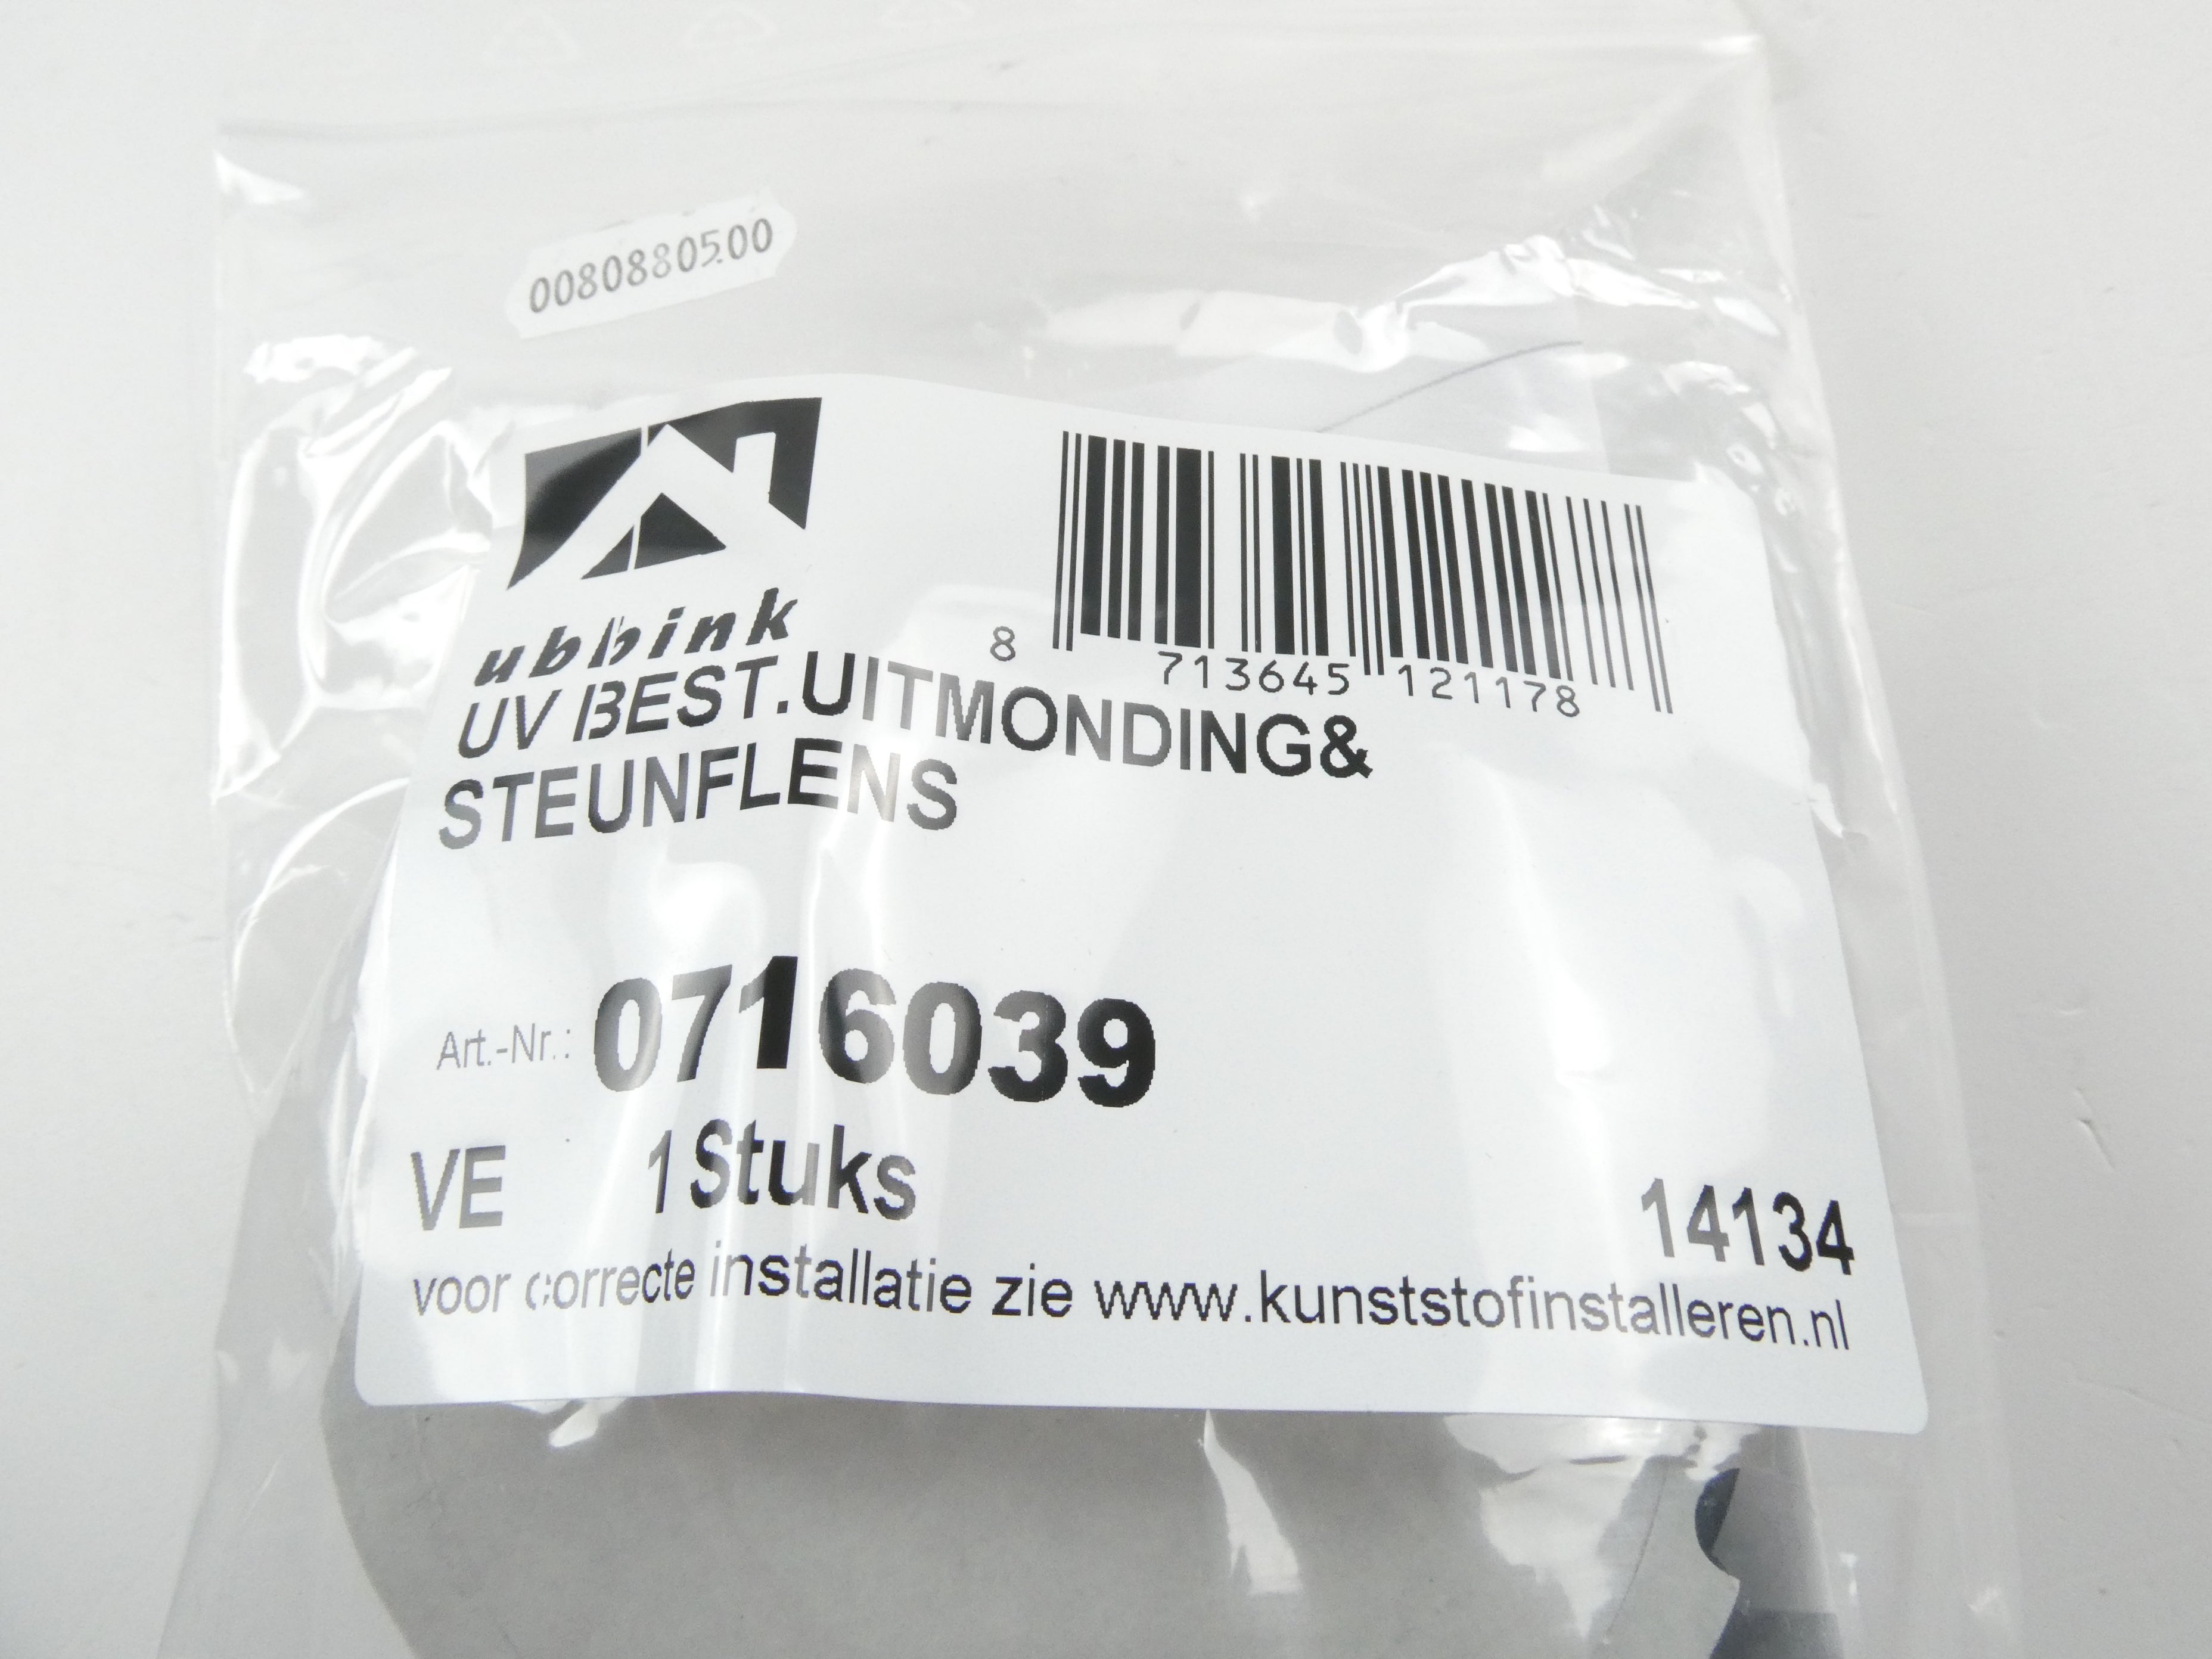 0080880500
ubbink
8 713645 121178
UV BEST.UITMONDING&
STEUNFLENS
Art.-Nr.: 0716039
VE 1 Stuks
14134
voor correcte installatie zie www.kunststofinstalleren.nl